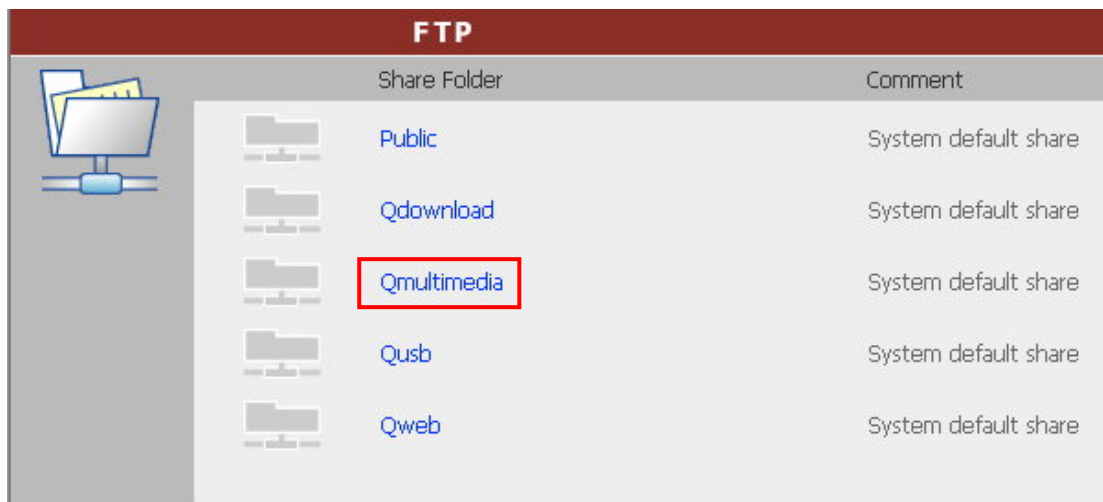 FTP
Share Folder Comment
Public System default share
Qdownload System default share
Qmultimedia System default share
Qusb System default share
Qweb System default share